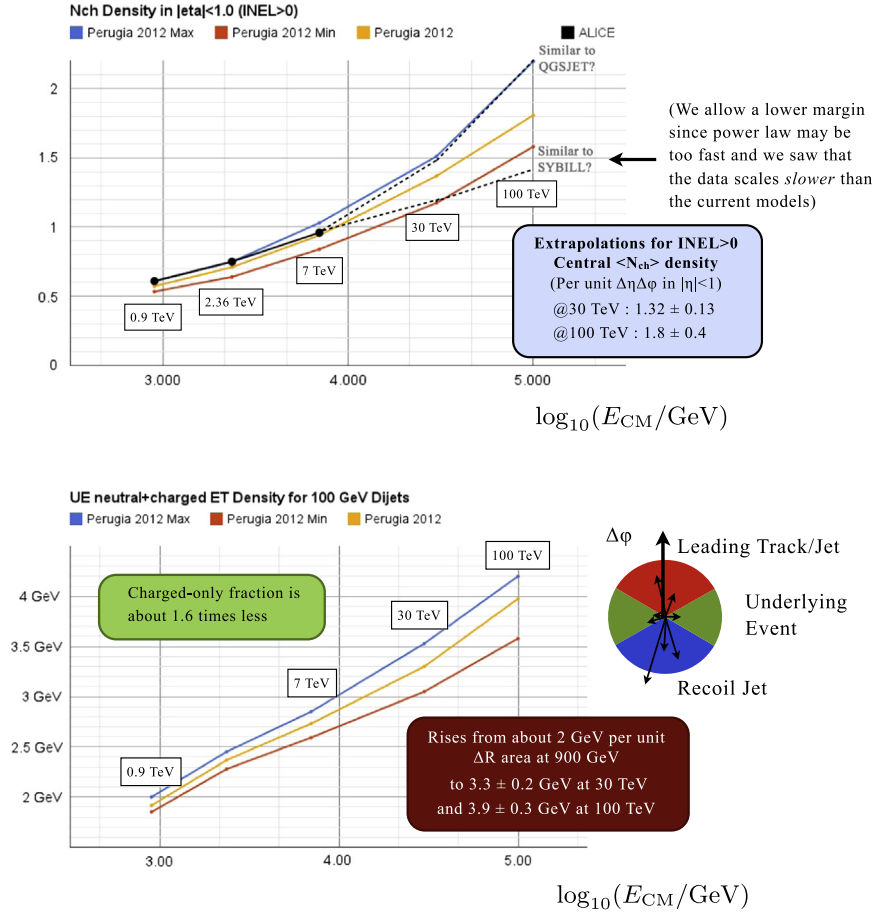 Nch Density in |eta|<1.0 (INEL>0)
Perugia 2012 Max
Perugia 2012 Min
Perugia 2012
ALICE
Similar to
QGSJET?
2
1.5
1
0.5
0
Similar to
SYBILL?
100 TeV
30 TeV
7 TeV
2.36 TeV
0.9 TeV
(We allow a lower margin
since power law may be
too fast and we saw that
the data scales slower than
the current models)
Extrapolations for INEL>0
Central <Nch> density
(Per unit ΔηΔφ in |η|<1)
@30 TeV : 1.32 ± 0.13
@100 TeV : 1.8 ± 0.4
3.000
4.000
5.000
log10(ECM/GeV)
UE neutral+charged ET Density for 100 GeV Dijets
Perugia 2012 Max
Perugia 2012 Min
Perugia 2012
100 TeV
30 TeV
7 TeV
0.9 TeV
4 GeV
3.5 GeV
3 GeV
2.5 GeV
2 GeV
Charged-only fraction is
about 1.6 times less
Δφ
Leading Track/Jet
Underlying
Event
Recoil Jet
Rises from about 2 GeV per unit
ΔR area at 900 GeV
to 3.3 ± 0.2 GeV at 30 TeV
and 3.9 ± 0.3 GeV at 100 TeV
3.00
4.00
5.00
log10(ECM/GeV)